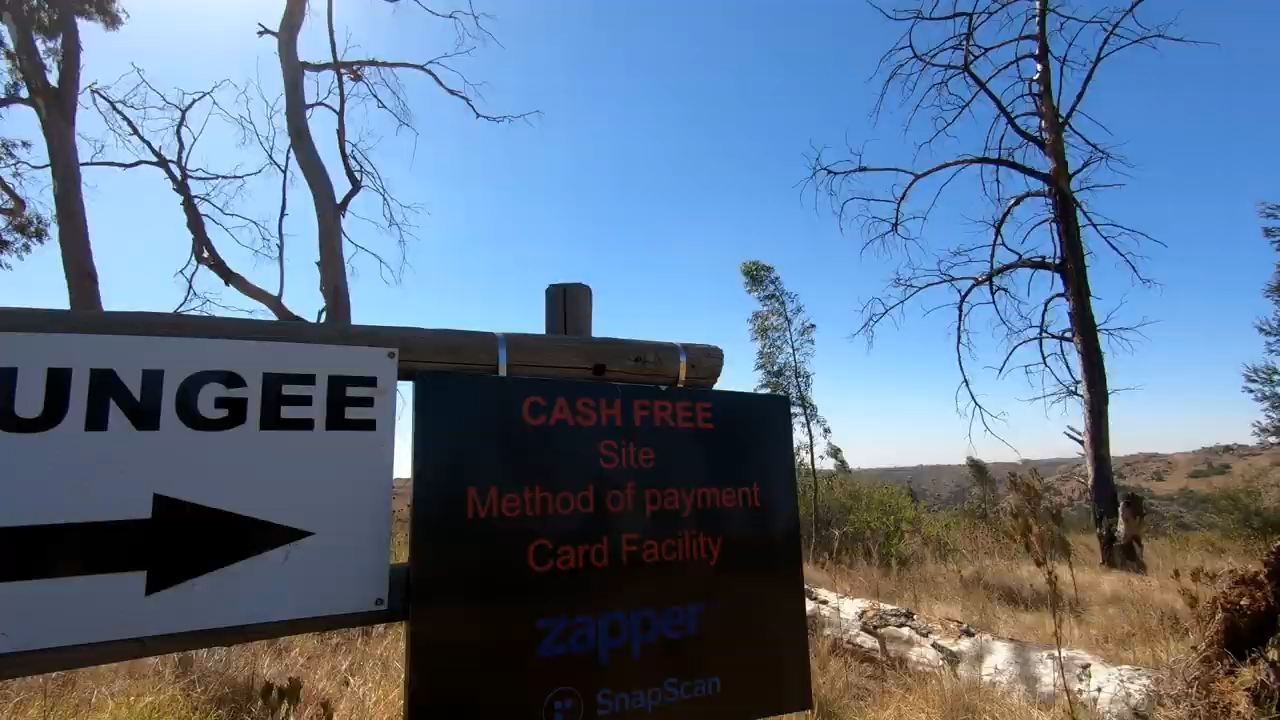 UNGEE
CASH FREE
Site
Method of payment
Card Facility
zapper
SnapScan